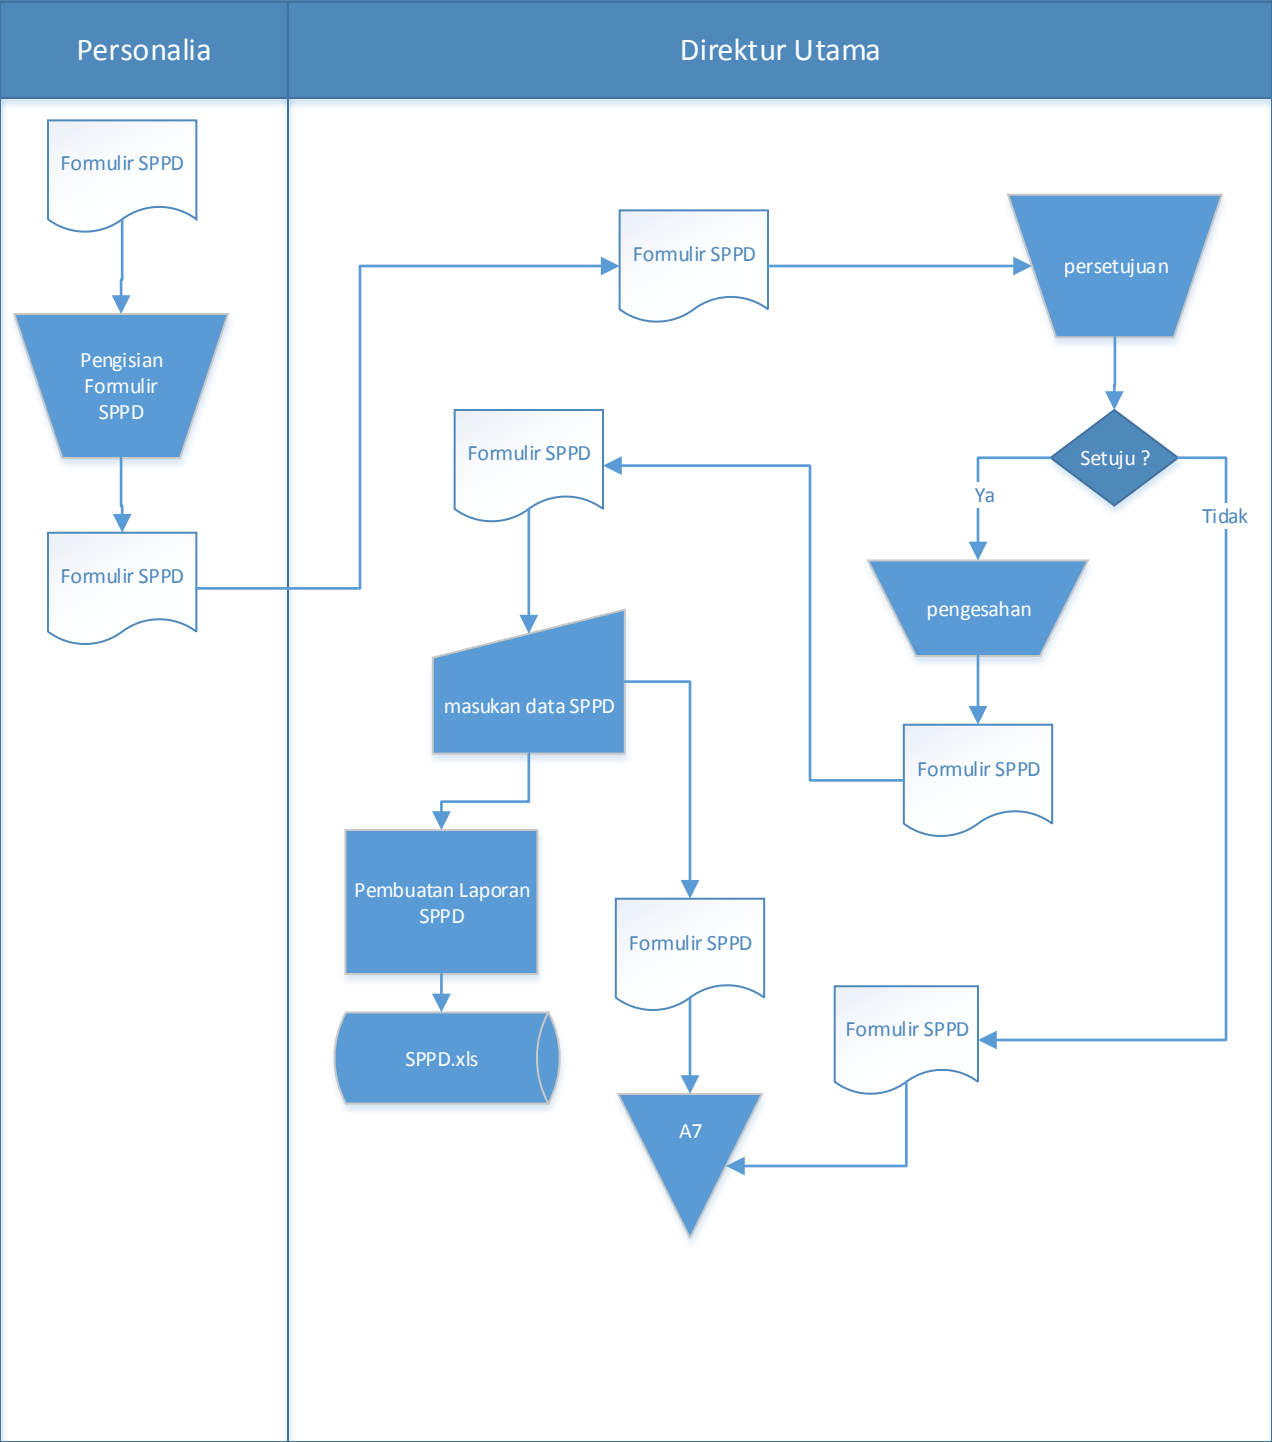 Personalia
Direktur Utama
Formulir SPPD
Pengisian
Formulir
SPPD
Formulir SPPD
Formulir SPPD
persetujuan
Setuju ?
Ya
Tidak
pengesahan
Formulir SPPD
Formulir SPPD
masukan data SPPD
Pembuatan Laporan
SPPD
SPPD.xls
Formulir SPPD
Formulir SPPD
A7